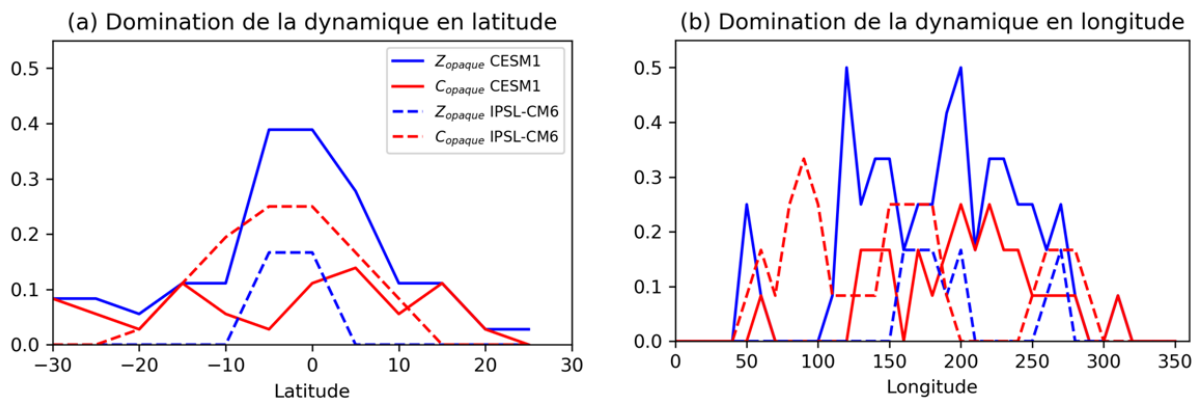 (a) Domination de la dynamique en latitude
0.5
0.4
0.3
0.2
0.1
0.0
Z_opaque CESM1
C_opaque CESM1
Z_opaque IPSL-CM6
C_opaque IPSL-CM6
−30 −20 −10 0 10 20 30
Latitude
(b) Domination de la dynamique en longitude
0.5
0.4
0.3
0.2
0.1
0.0
0 50 100 150 200 250 300 350
Longitude